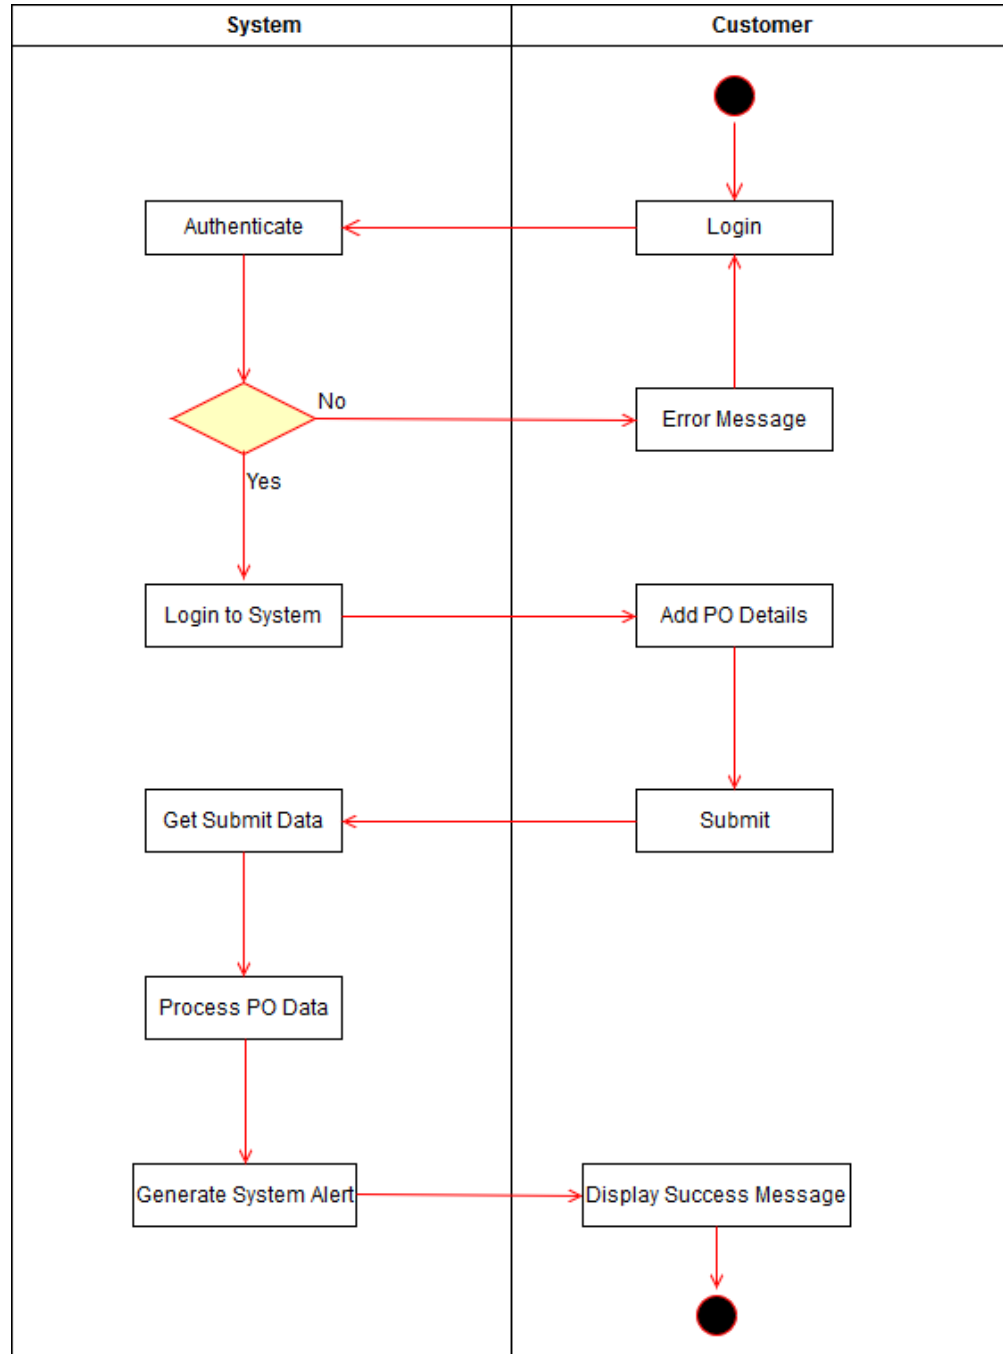 System
Customer
Authenticate
Login
No
Error Message
Yes
Login to System
Add PO Details
Get Submit Data
Submit
Process PO Data
Generate System Alert
Display Success Message